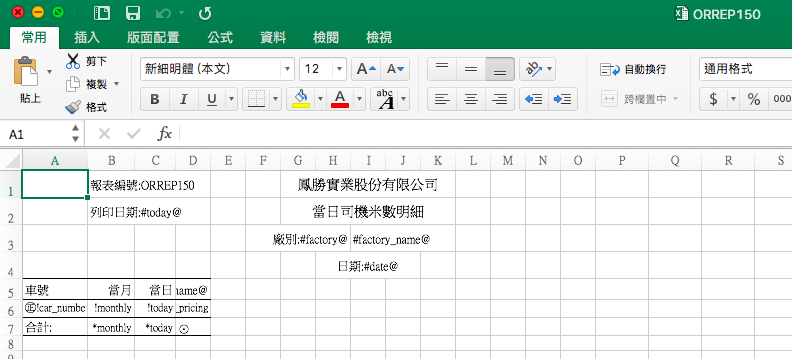 ORREP150
常用 插入 版面配置 公式 資料 檢閱 檢視
貼上 剪下 複製 格式
新細明體 (本文) 12 A A
B I U A abc A
自動換行
跨欄置中
通用格式
$ % 000
A1 fx
A B C D E F G H I J K L M N O P Q R S
1 報表編號:ORREP150 鳳勝實業股份有限公司
2 列印日期:#today@ 當日司機米數明細
3 廠別:#factory@ #factory_name@
4 日期:#date@
5 車號 當月 當日 name@
6 !car_numbe !monthly !today _pricing
7 合計: *monthly *today ⊙
8
9